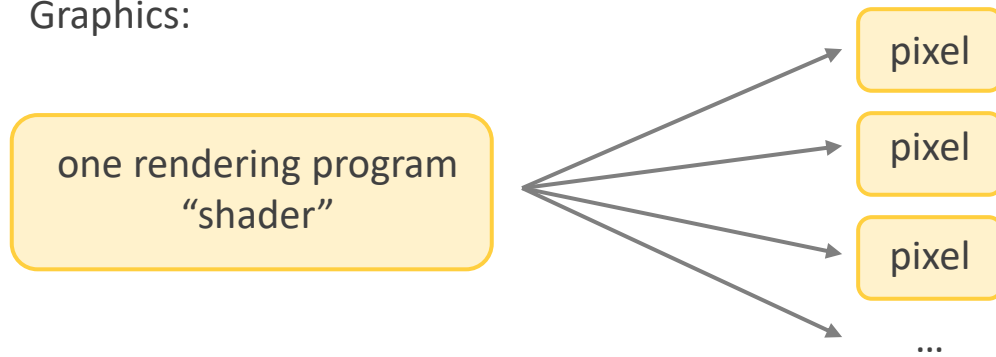 Graphics:
one rendering program
“shader”
pixel
pixel
pixel
...